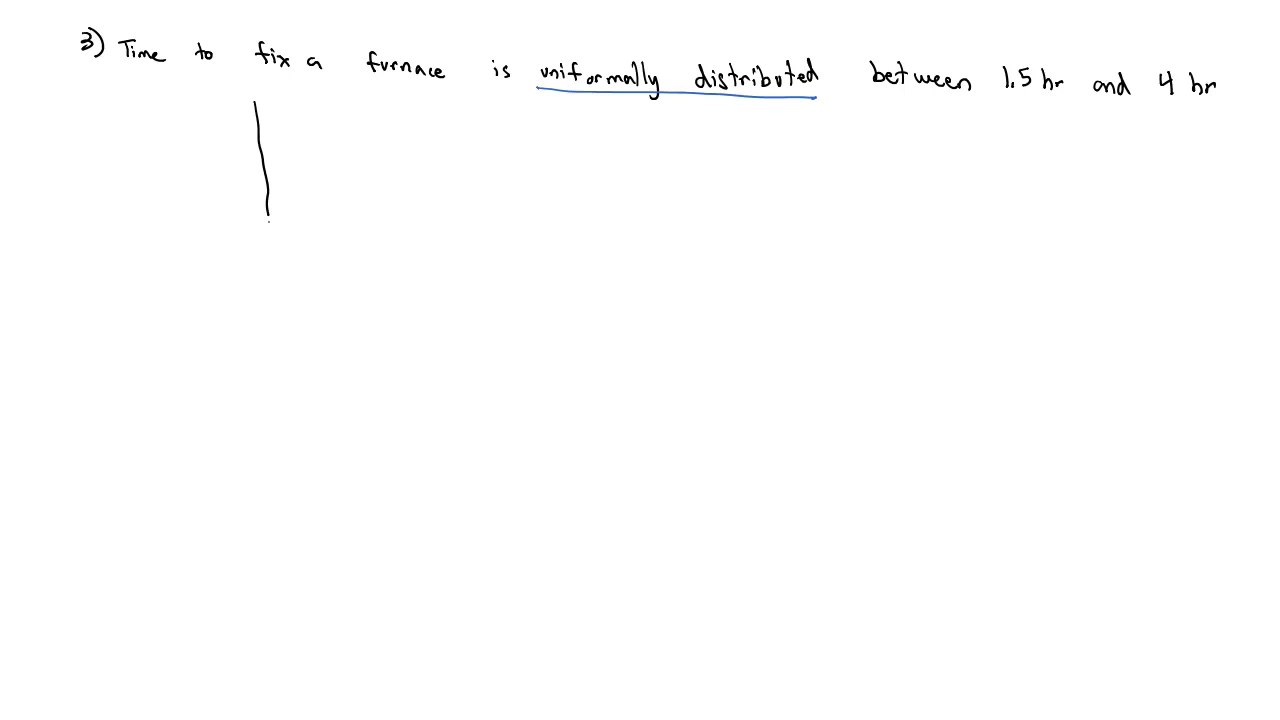 3) Time to fix a furnace is uniformally distributed between 1.5 hr and 4 hr